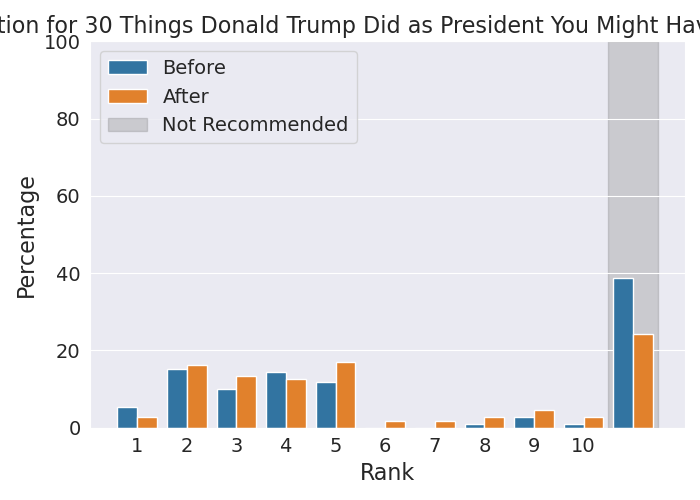 tion for 30 Things Donald Trump Did as President You Might Hav
100
80
60
40
20
0
Percentage
Before
After
Not Recommended
1 2 3 4 5 6 7 8 9 10
Rank